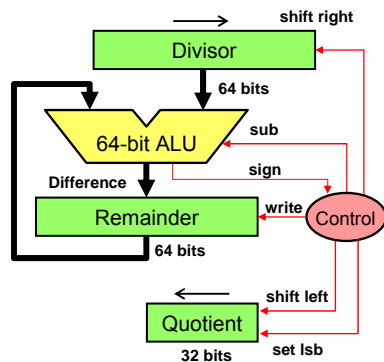 shift right
Divisor
64 bits
sub
64-bit ALU
sign
Difference
write
Remainder
Control
64 bits
shift left
Quotient
set lsb
32 bits